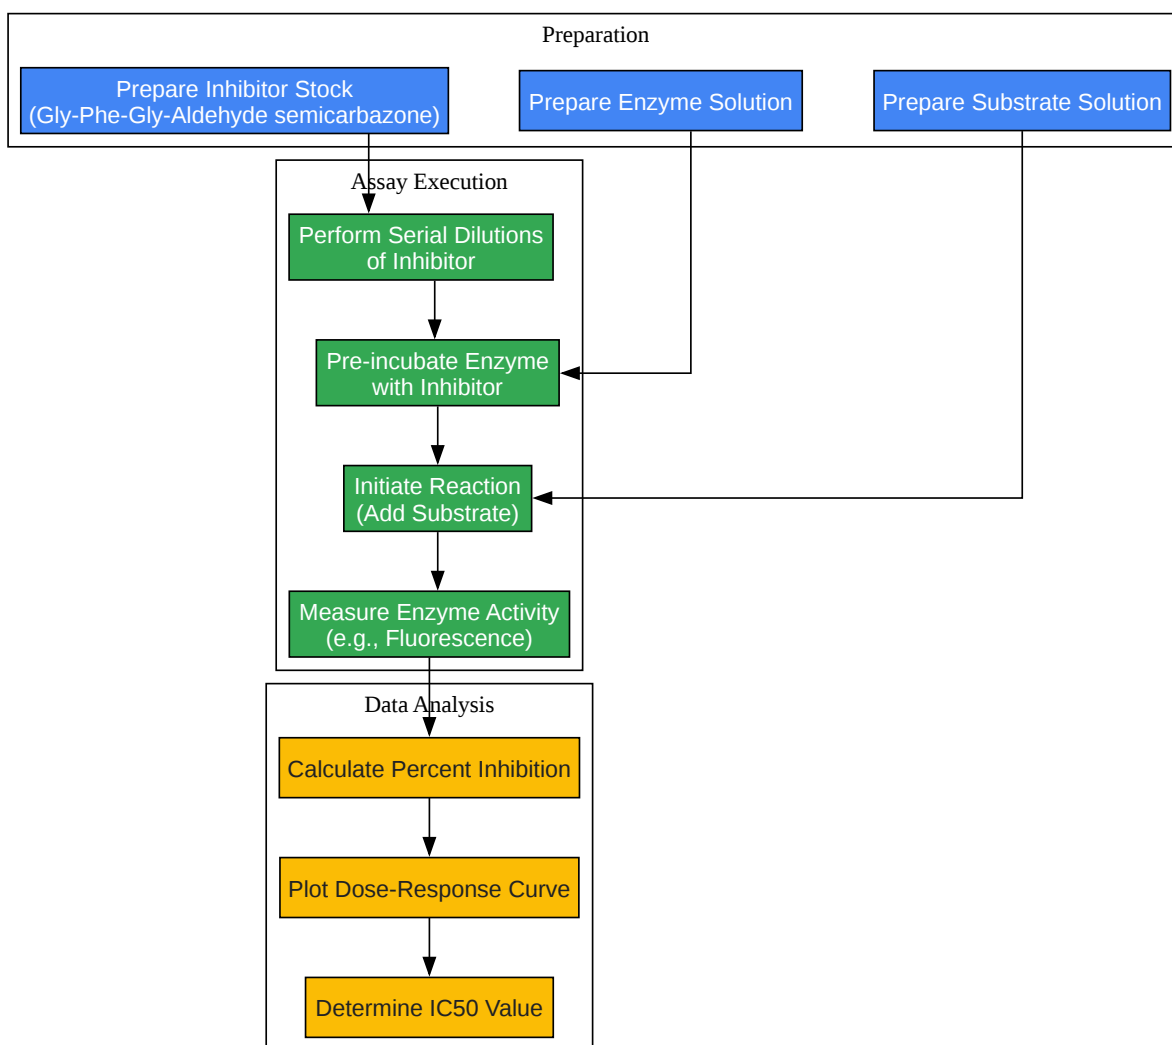 Preparation
Prepare Inhibitor Stock
(Gly-Phe-Gly-Aldehyde semicarbazone)
Prepare Enzyme Solution
Prepare Substrate Solution
Assay Execution
Perform Serial Dilutions
of Inhibitor
Pre-incubate Enzyme
with Inhibitor
Initiate Reaction
(Add Substrate)
Measure Enzyme Activity
(e.g., Fluorescence)
Data Analysis
Calculate Percent Inhibition
Plot Dose-Response Curve
Determine IC50 Value